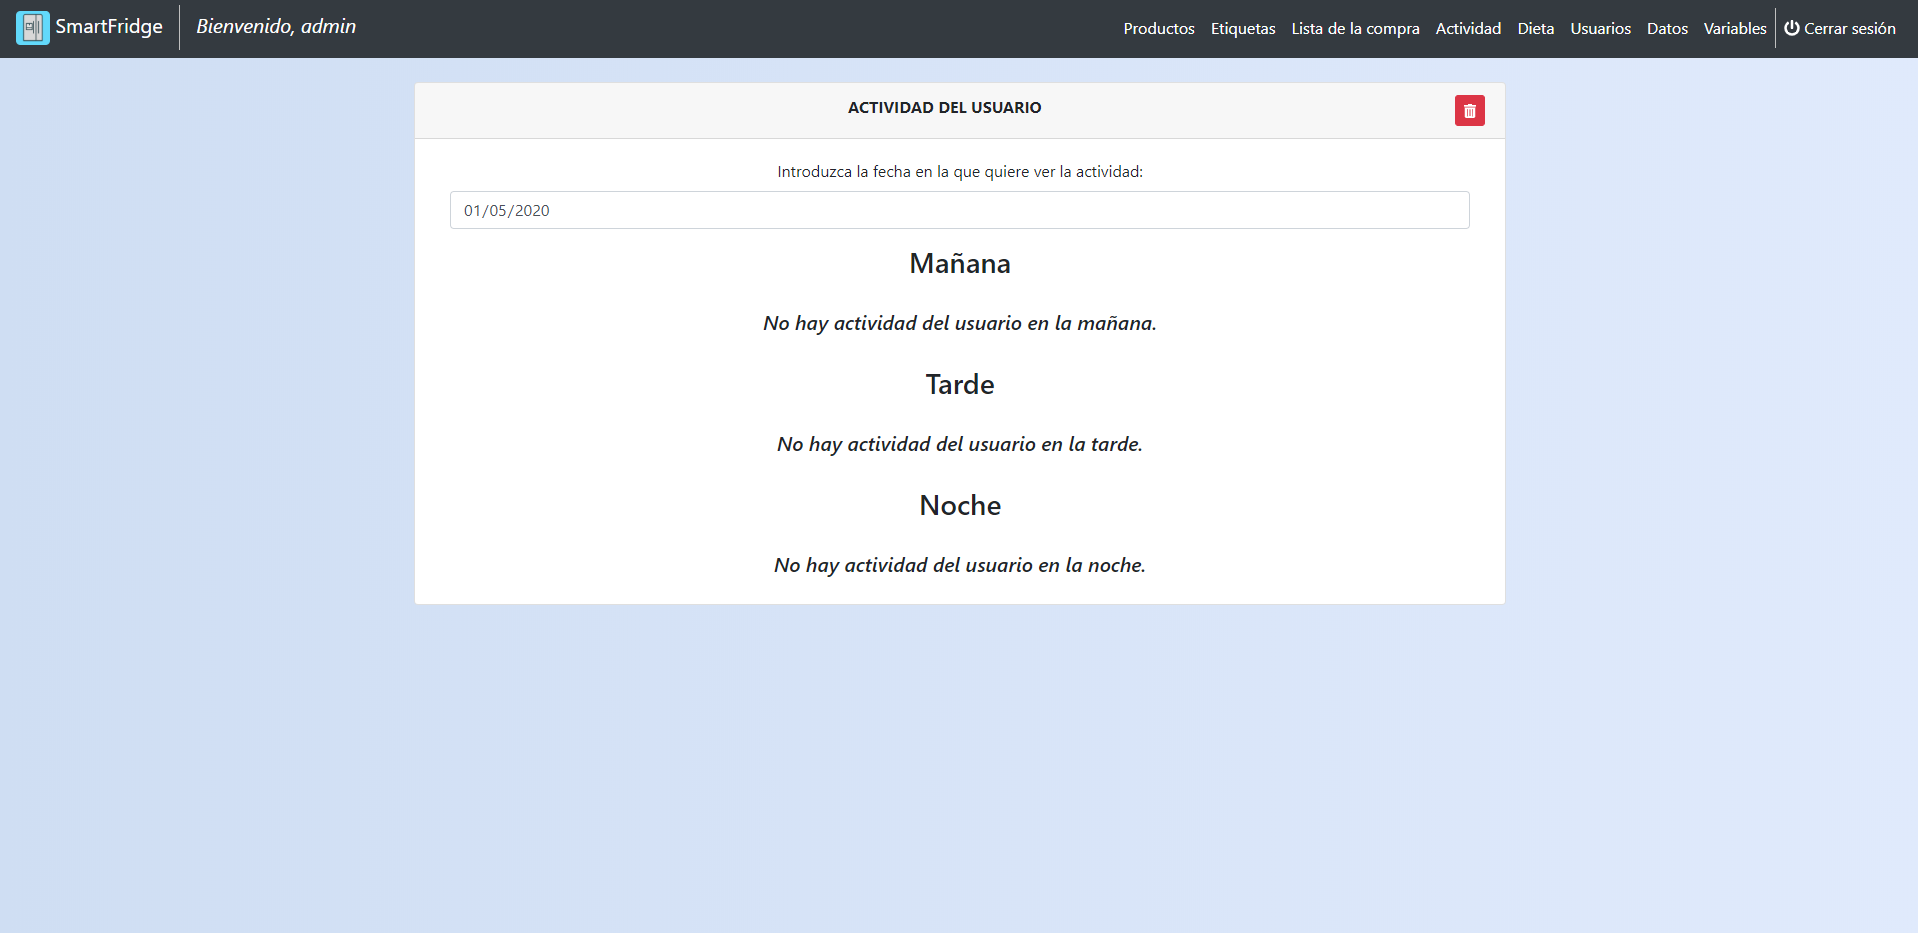 SmartFridge
Bienvenido, admin
Productos Etiquetas Lista de la compra Actividad Dieta Usuarios Datos Variables Cerrar sesión
ACTIVIDAD DEL USUARIO
Introduzca la fecha en la que quiere ver la actividad:
01/05/2020
Mañana
No hay actividad del usuario en la mañana.
Tarde
No hay actividad del usuario en la tarde.
Noche
No hay actividad del usuario en la noche.